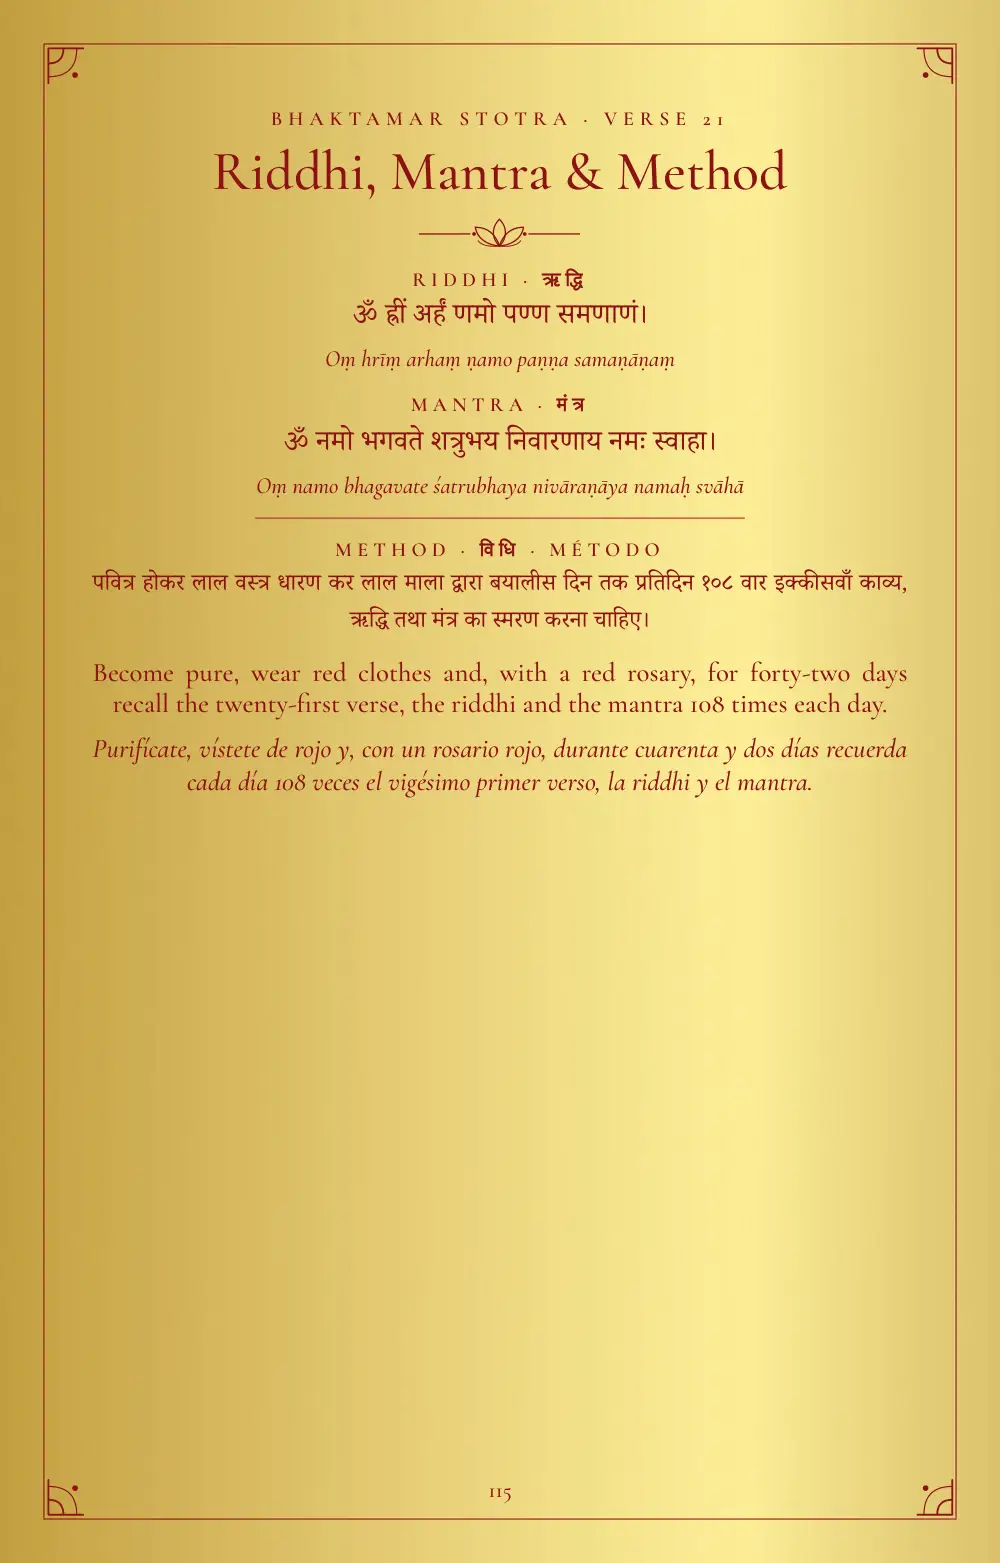 BHAKTAMAR STOTRA · VERSE 21
Riddhi, Mantra & Method
RIDDHI · ऋद्धि
ॐ ह्रीं अर्हं णमो पण्ण समणाणं।
Oṃ hrīṃ arhaṃ ṇamo paṇṇa samaṇāṇaṃ
MANTRA · मंत्र
ॐ नमो भगवते शत्रुभय निवारणाय नमः स्वाहा।
Oṃ namo bhagavate śatrubhaya nivāraṇāya namaḥ svāhā
METHOD · विधि · MÉTODO
पवित्र होकर लाल वस्त्र धारण कर लाल माला द्वारा बयालीस दिन तक प्रतिदिन १०८ वार इक्कीसवाँ काव्य,
ऋद्धि तथा मंत्र का स्मरण करना चाहिए।
Become pure, wear red clothes and, with a red rosary, for forty-two days
recall the twenty-first verse, the riddhi and the mantra 108 times each day.
Purifícate, vístete de rojo y, con un rosario rojo, durante cuarenta y dos días recuerda
cada día 108 veces el vigésimo primer verso, la riddhi y el mantra.
115